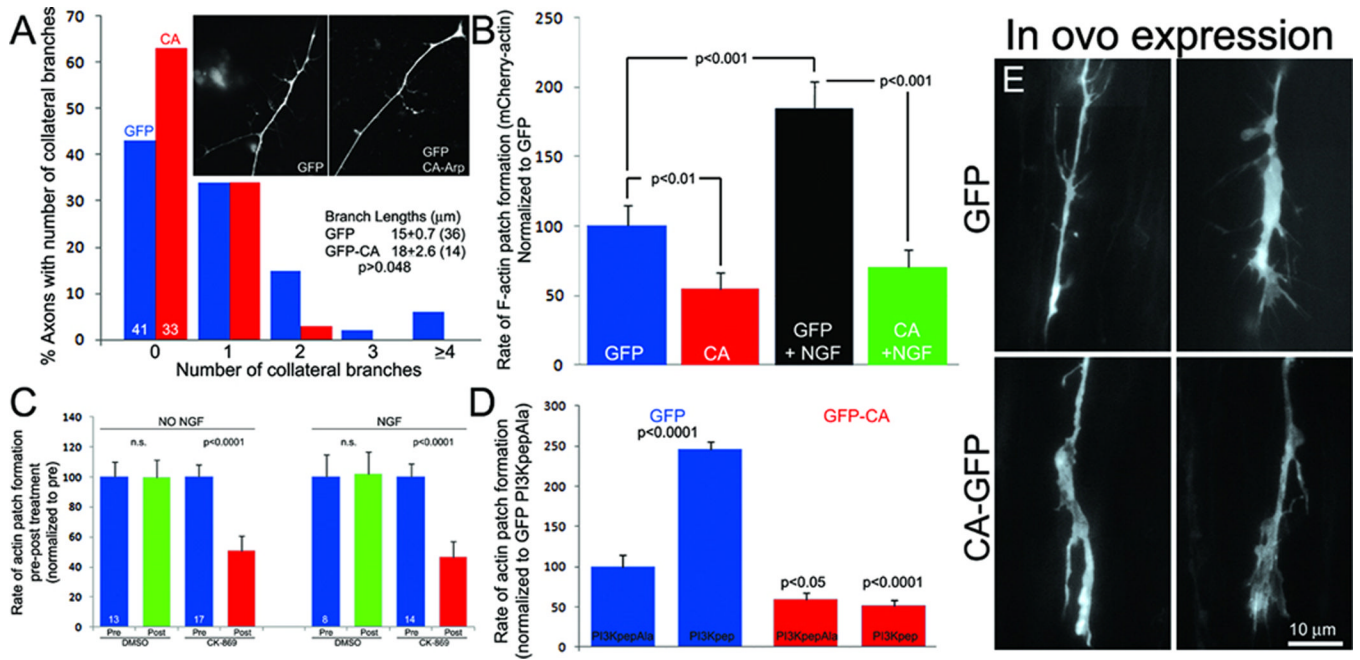 A
% Axons with number of collateral branches
70
60
50
40
30
20
10
0
GFP
CA
GFP
GFP
CA-Arp
Branch Lengths (μm)
GFP 15+0.7 (36)
GFP-CA 18+2.6 (14)
p>0.048
41
33
0 1 2 3 ≥4
Number of collateral branches
B
Rate of F-actin patch formation (mCherry-actin)
Normalized to GFP
250
200
150
100
50
0
p<0.001
p<0.001
p<0.01
GFP
CA
GFP
+ NGF
CA
+NGF
C
Rate of actin patch formation
pre-post treatment
(normalized to pre)
140
120
100
80
60
40
20
0
NO NGF
NGF
n.s. p<0.0001
n.s. p<0.0001
13 17 8 14
Pre Post Pre Post Pre Post Pre Post
DMSO CK-869 DMSO CK-869
D
Rate of actin patch formation
(normalized to GFP PI3KpepAla)
300
250
200
150
100
50
0
GFP
GFP-CA
p<0.0001
p<0.05
p<0.0001
PI3KpepAla
PI3Kpep
PI3KpepAla
PI3Kpep
In ovo expression
E
GFP
CA-GFP
10 μm